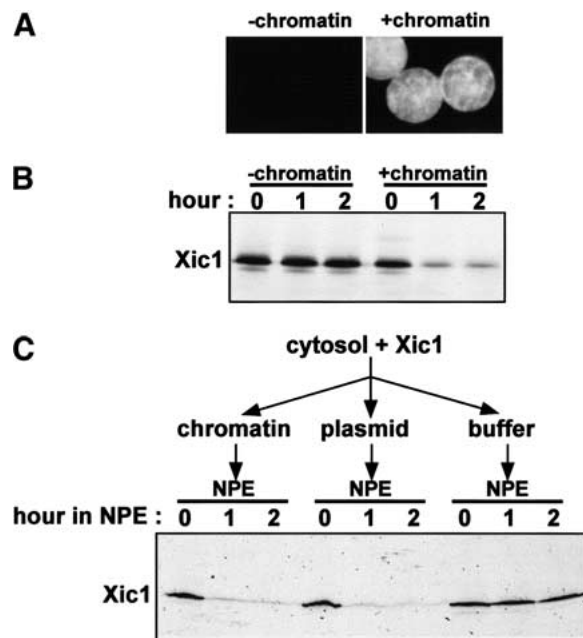 A
-chromatin +chromatin
B
-chromatin +chromatin
hour : 0 1 2 0 1 2
Xic1
C
cytosol + Xic1
chromatin plasmid buffer
NPE NPE NPE
hour in NPE : 0 1 2 0 1 2 0 1 2
Xic1